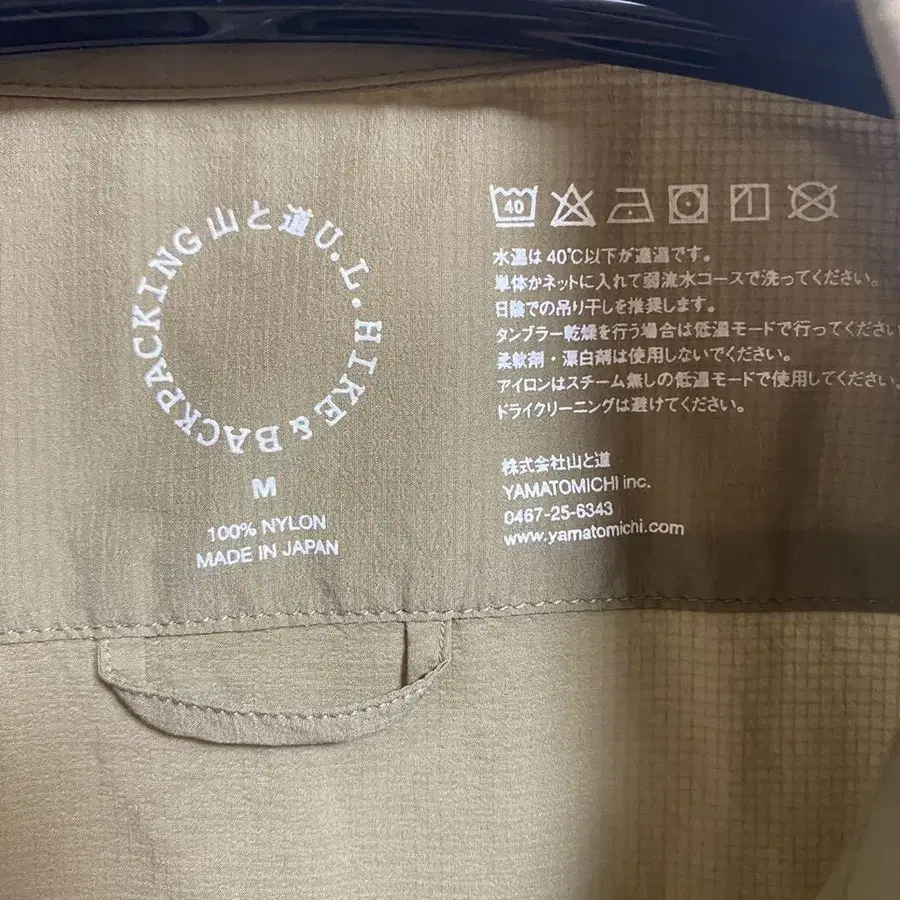 山と道 U.L. HIKE & BACKPACKING
M
100% NYLON
MADE IN JAPAN
40
水温は 40℃以下が適温です。
単体かネットに入れて弱流水コースで洗ってください。
日陰での吊り干しを推奨します。
タンブラー乾燥を行う場合は低温モードで行ってください
柔軟剤・漂白剤は使用しないでください。
アイロンはスチーム無しの低温モードで使用してください
ドライクリーニングは避けてください。
株式会社山と道
YAMATOMICHI inc.
0467-25-6343
www.yamatomichi.com